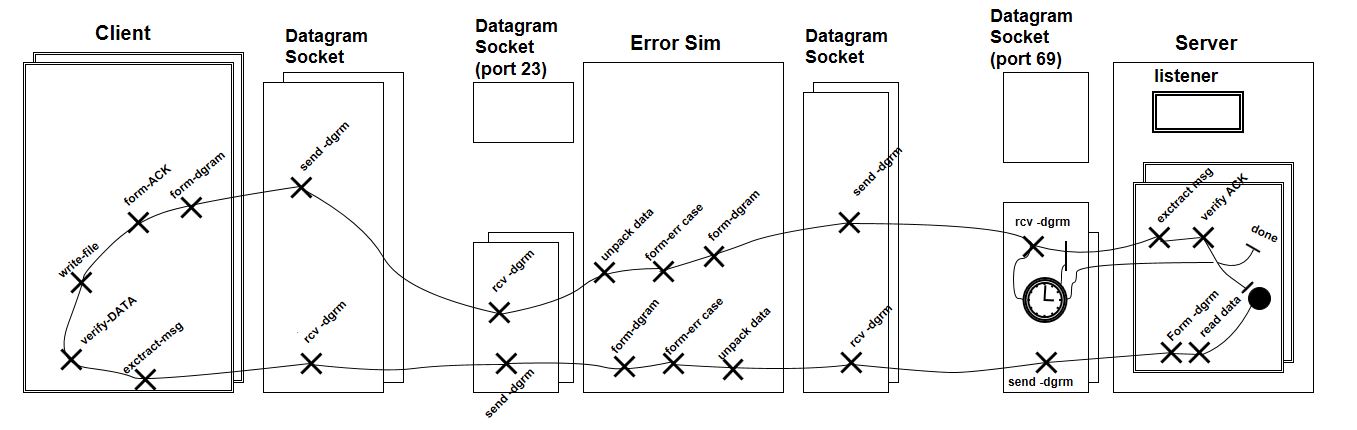 Client
Datagram
Socket
Datagram
Socket
(port 23)
Error Sim
Datagram
Socket
Datagram
Socket
(port 69)
Server
listener
send -dgrm
form-ACK
form-dgram
write-file
verify-DATA
exctract-msg
rcv -dgrm
rcv -dgrm
send -dgrm
unpack data
form-err case
form-dgram
form-dgram
form-err case
unpack data
send -dgrm
rcv -dgrm
rcv -dgrm
send -dgrm
exctract msg
verify ACK
done
Form -dgrm
read data